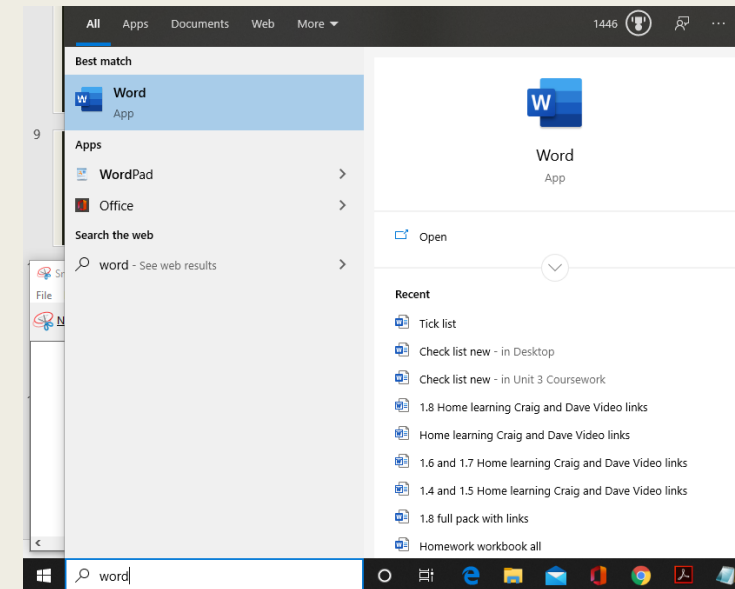 All Apps Documents Web More 1446 ...
Best match
Word
App
Apps
WordPad
Office
Search the web
word - See web results
9
Sn
File
N
W
Word
App
Open
Recent
Tick list
Check list new - in Desktop
Check list new - in Unit 3 Coursework
1.8 Home learning Craig and Dave Video links
Home learning Craig and Dave Video links
1.6 and 1.7 Home learning Craig and Dave Video links
1.4 and 1.5 Home learning Craig and Dave Video links
1.8 full pack with links
Homework workbook all
word